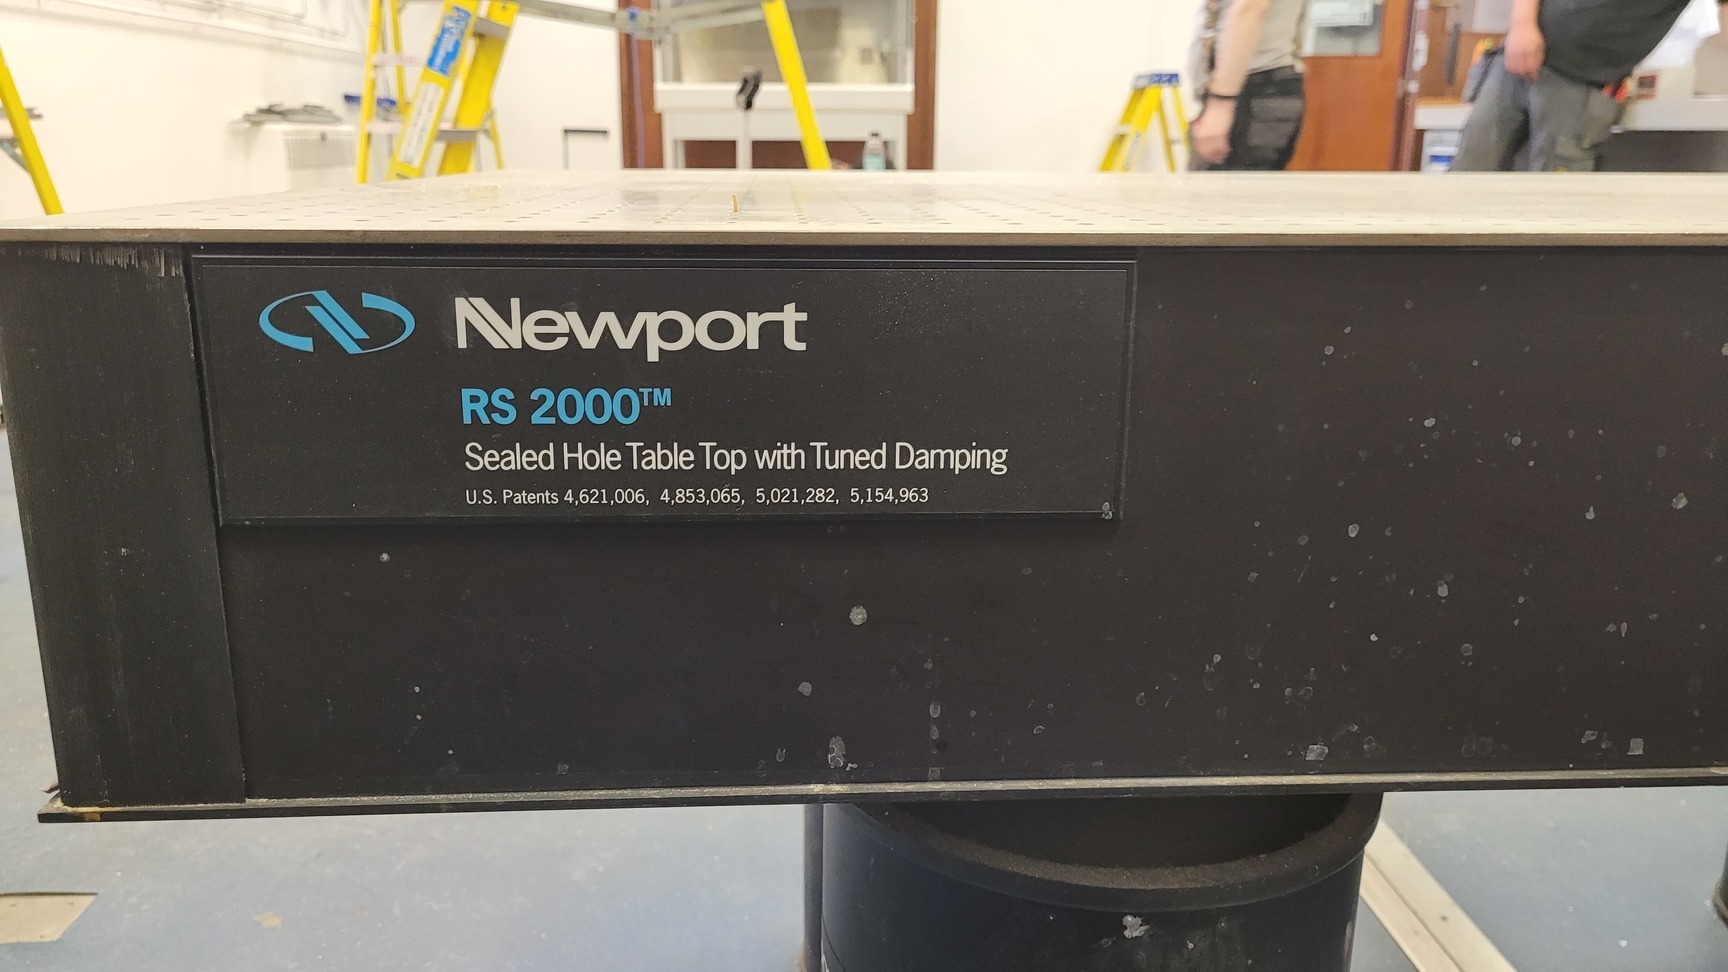 Newport
RS 2000™
Sealed Hole Table Top with Tuned Damping
U.S. Patents 4,621,006, 4,853,065, 5,021,282, 5,154,963